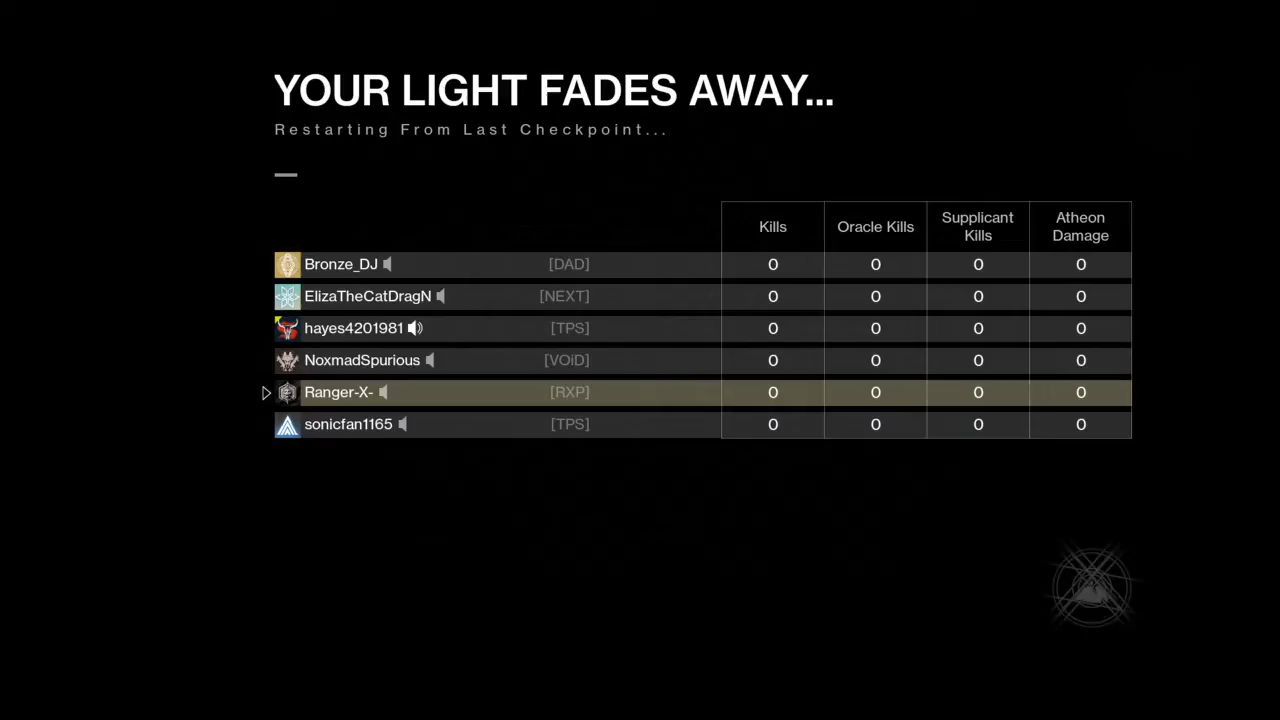 YOUR LIGHT FADES AWAY...
Restarting From Last Checkpoint...
Kills Oracle Kills Supplicant Kills Atheon Damage
Bronze_DJ [DAD] 0 0 0 0
ElizaTheCatDragN [NEXT] 0 0 0 0
hayes4201981 [TPS] 0 0 0 0
NoxmadSpurious [VOiD] 0 0 0 0
Ranger-X- [RXP] 0 0 0 0
sonicfan1165 [TPS] 0 0 0 0